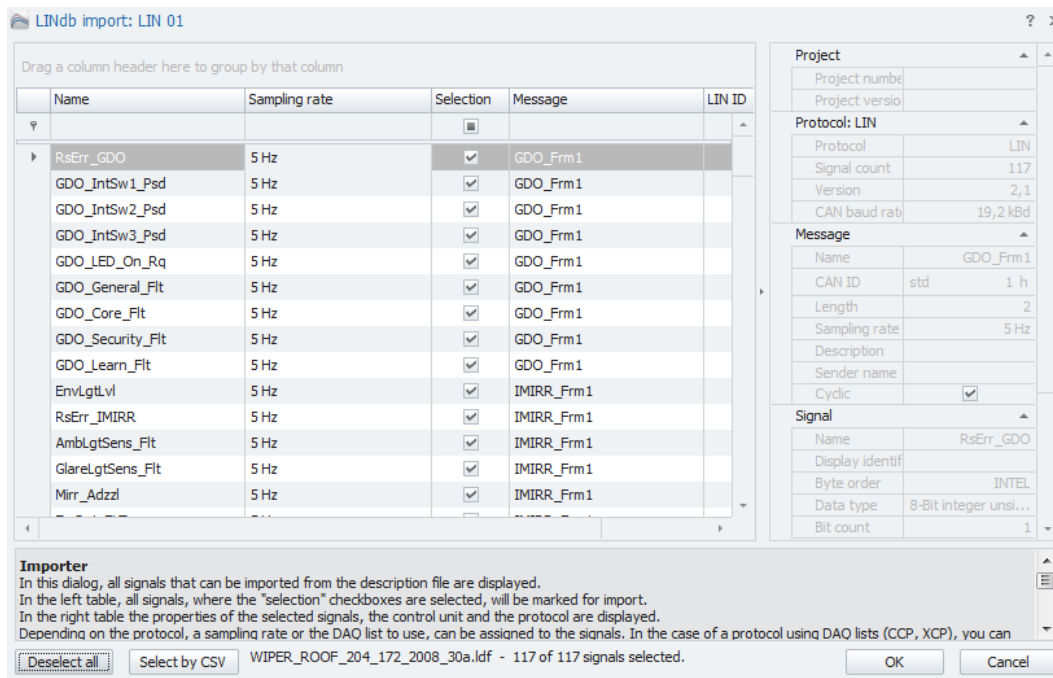 LINdb import: LIN 01
?
Drag a column header here to group by that column
Name Sampling rate Selection Message LIN ID
RsErr_GDO 5 Hz GDO_Frm1
GDO_IntSw1_Psd 5 Hz GDO_Frm1
GDO_IntSw2_Psd 5 Hz GDO_Frm1
GDO_IntSw3_Psd 5 Hz GDO_Frm1
GDO_LED_On_Rq 5 Hz GDO_Frm1
GDO_General_Flt 5 Hz GDO_Frm1
GDO_Core_Flt 5 Hz GDO_Frm1
GDO_Security_Flt 5 Hz GDO_Frm1
GDO_Learn_Flt 5 Hz GDO_Frm1
EnvLgtLvl 5 Hz IMIRR_Frm1
RsErr_IMIRR 5 Hz IMIRR_Frm1
AmbLgtSens_Flt 5 Hz IMIRR_Frm1
GlareLgtSens_Flt 5 Hz IMIRR_Frm1
Mirr_Adzzl 5 Hz IMIRR_Frm1
Project
Project numbe
Project versio
Protocol: LIN
Protocol LIN
Signal count 117
Version 2,1
CAN baud rat 19,2 kBd
Message
Name GDO_Frm1
CAN ID std 1 h
Length 2
Sampling rate 5 Hz
Description
Sender name
Cyclic
Signal
Name RsErr_GDO
Display identif
Byte order INTEL
Data type 8-Bit integer unsi...
Bit count 1
Importer
In this dialog, all signals that can be imported from the description file are displayed.
In the left table, all signals, where the "selection" checkboxes are selected, will be marked for import.
In the right table the properties of the selected signals, the control unit and the protocol are displayed.
Depending on the protocol, a sampling rate or the DAQ list to use, can be assigned to the signals. In the case of a protocol using DAQ lists (CCP, XCP), you can
Deselect all Select by CSV WIPER_ROOF_204_172_2008_30a.ldf - 117 of 117 signals selected. OK Cancel